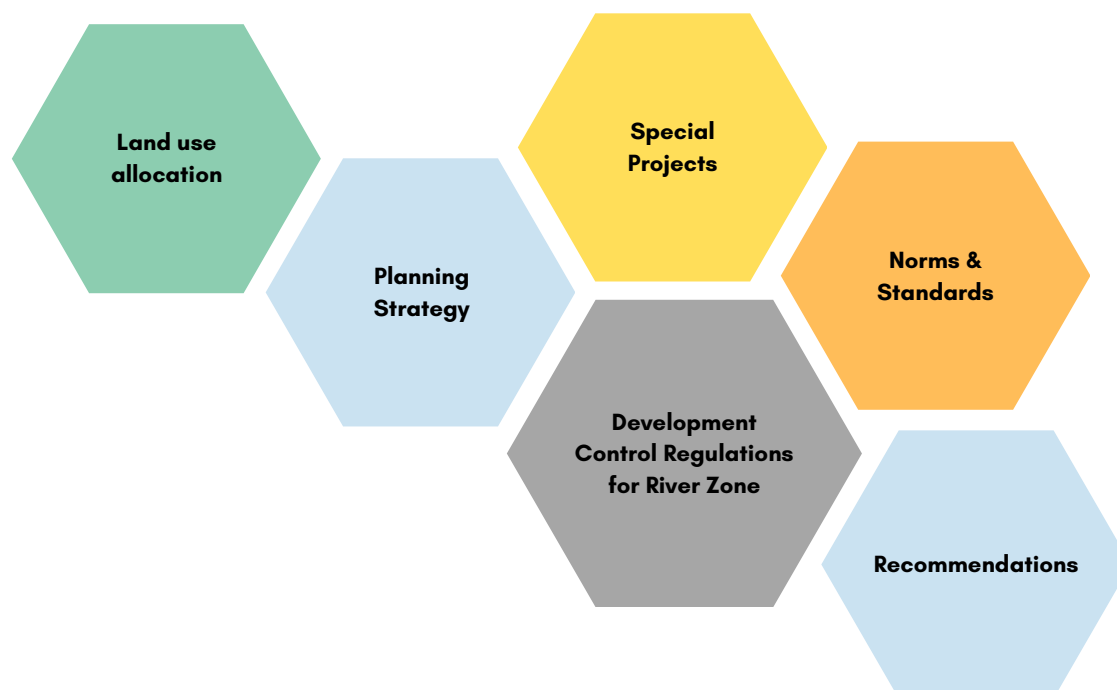 Land use
allocation
Planning
Strategy
Special
Projects
Development
Control Regulations
for River Zone
Norms &
Standards
Recommendations